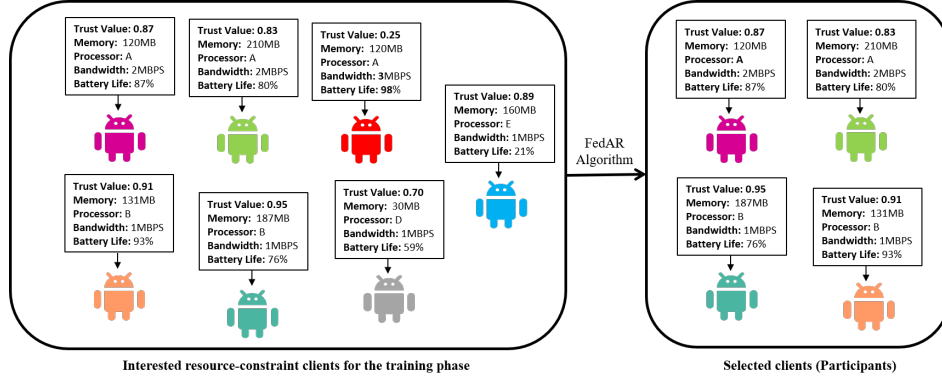 Trust Value: 0.87
Memory: 120MB
Processor: A
Bandwidth: 2MBPS
Battery Life: 87%
Trust Value: 0.83
Memory: 210MB
Processor: A
Bandwidth: 2MBPS
Battery Life: 80%
Trust Value: 0.25
Memory: 120MB
Processor: A
Bandwidth: 3MBPS
Battery Life: 98%
Trust Value: 0.89
Memory: 160MB
Processor: E
Bandwidth: 1MBPS
Battery Life: 21%
Trust Value: 0.91
Memory: 131MB
Processor: B
Bandwidth: 1MBPS
Battery Life: 93%
Trust Value: 0.95
Memory: 187MB
Processor: B
Bandwidth: 1MBPS
Battery Life: 76%
Trust Value: 0.70
Memory: 30MB
Processor: D
Bandwidth: 1MBPS
Battery Life: 59%
Interested resource-constraint clients for the training phase
FedAR
Algorithm
Trust Value: 0.87
Memory: 120MB
Processor: A
Bandwidth: 2MBPS
Battery Life: 87%
Trust Value: 0.83
Memory: 210MB
Processor: A
Bandwidth: 2MBPS
Battery Life: 80%
Trust Value: 0.95
Memory: 187MB
Processor: B
Bandwidth: 1MBPS
Battery Life: 76%
Trust Value: 0.91
Memory: 131MB
Processor: B
Bandwidth: 1MBPS
Battery Life: 93%
Selected clients (Participants)